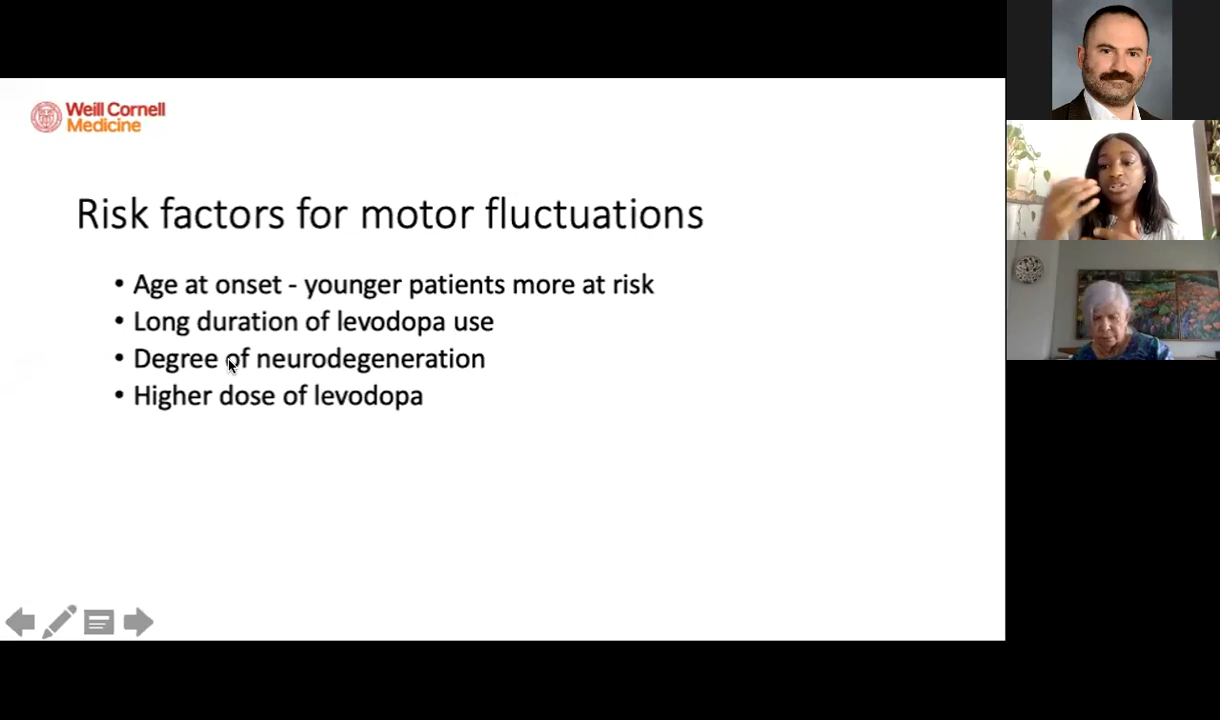 Weill Cornell
Medicine
Risk factors for motor fluctuations
• Age at onset - younger patients more at risk
• Long duration of levodopa use
• Degree of neurodegeneration
• Higher dose of levodopa